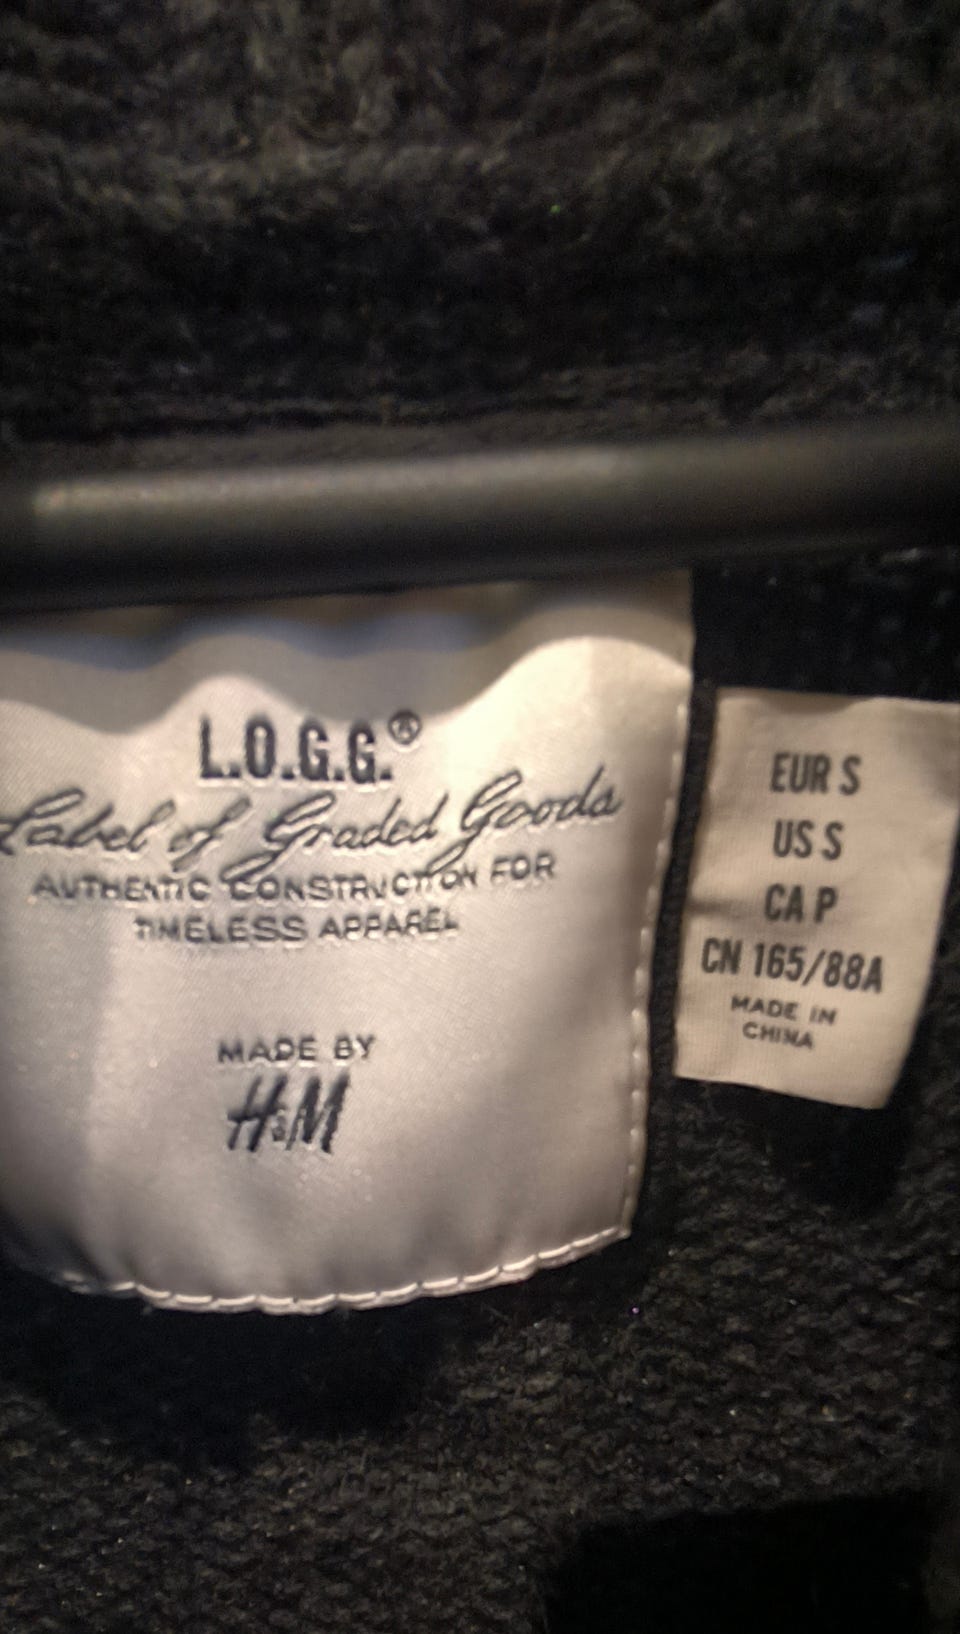 L.O.G.G.®
Label of Graded Goods
AUTHENTIC CONSTRUCTION FOR
TIMELESS APPAREL
MADE BY
H&M
EUR S
US S
CA P
CN 165/88A
MADE IN
CHINA